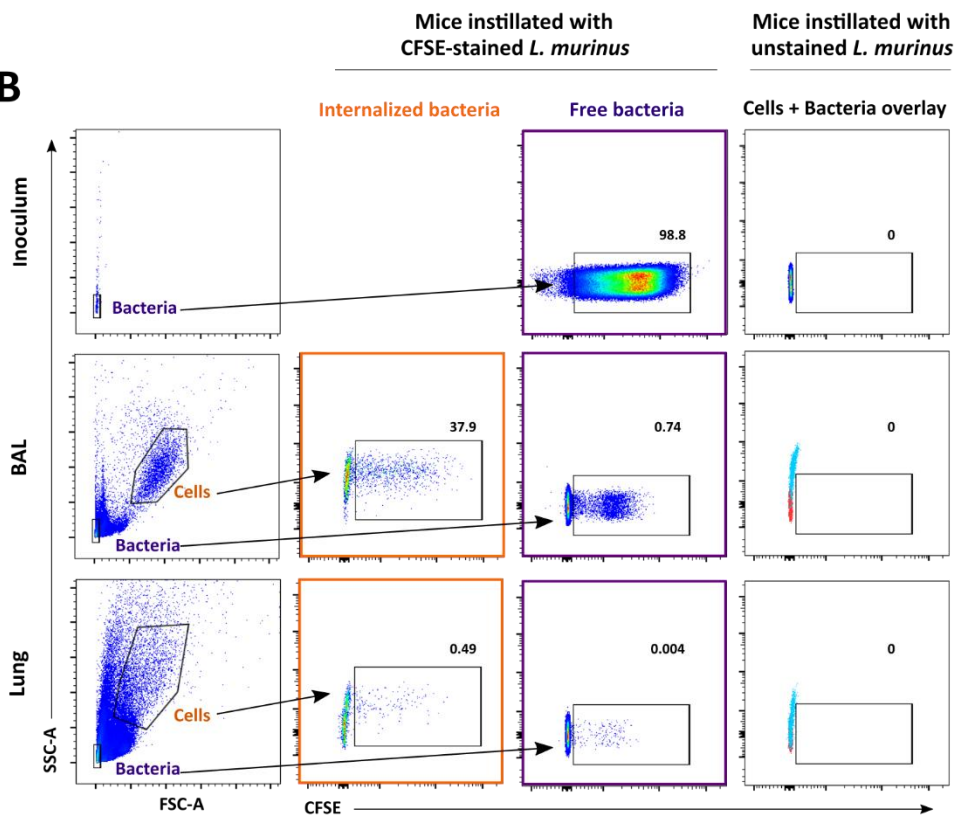 Mice instillated with
CFSE-stained L. murinus
Mice instillated with
unstained L. murinus
B
Internalized bacteria
Free bacteria
Cells + Bacteria overlay
Inoculum
Bacteria
98.8
0
BAL
Cells
Bacteria
37.9
0.74
0
Lung
Cells
Bacteria
0.49
0.004
0
SSC-A
FSC-A
CFSE